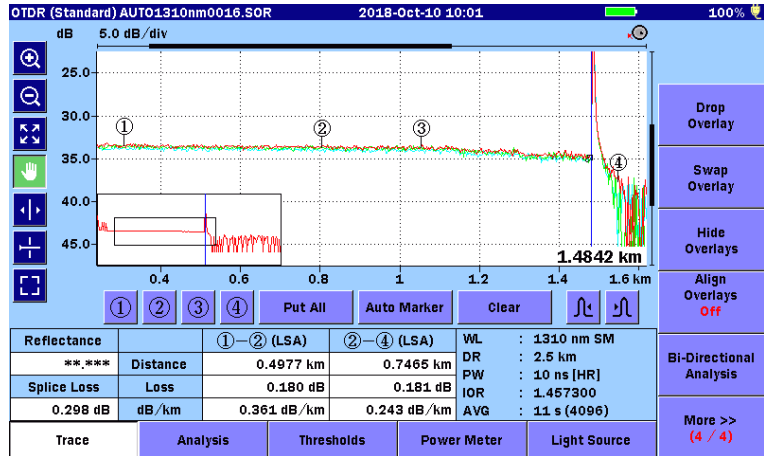 OTDR (Standard) AUTO1310nm0016.SOR 2018-Oct-10 10:01 100%
dB 5.0 dB/div
25.0
30.0
35.0
40.0
45.0
① ② ③ ④
1.4842 km
0.4 0.6 0.8 1 1.2 1.4 1.6 km
① ② ③ ④ Put All Auto Marker Clear
Reflectance ①–② (LSA) ②–④ (LSA)
**.*** Distance 0.4977 km 0.7465 km
Splice Loss Loss 0.180 dB 0.181 dB
0.298 dB dB/km 0.361 dB/km 0.243 dB/km
WL : 1310 nm SM
DR : 2.5 km
PW : 10 ns [HR]
IOR : 1.457300
AVG : 11 s (4096)
Trace Analysis Thresholds Power Meter Light Source
Drop
Overlay
Swap
Overlay
Hide
Overlays
Align
Overlays
Off
Bi-Directional
Analysis
More >>
(4 / 4)